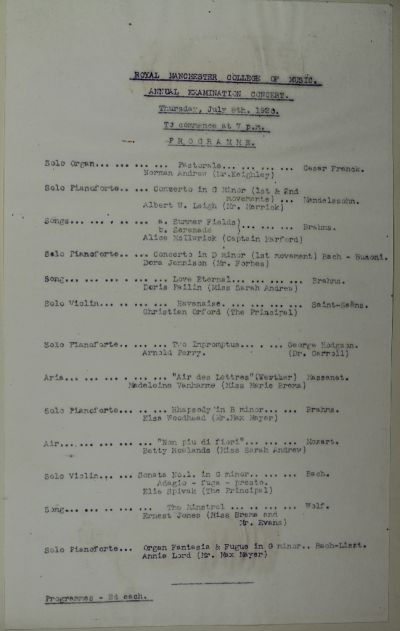 ROYAL MANCHESTER COLLEGE OF MUSIC.
ANNUAL EXAMINATION CONCERT.
Thursday, July 8th. 1920.
To commence at 7 p.m.
PROGRAMME.
Solo Organ... ... ... ... Pastorale... ... ... ... Cesar Franck.
Norman Andrew (Mr. Keighley)
Solo Pianoforte.. ... Concerto in G Minor (1st & 2nd
movements) ... Mendelssohn.
Albert U. Leigh (Mr. Merrick)
Songs... ... ... ... a. Summer Fields)
b. Serenade )... ... ... Brahms.
Alice McIlwrick (Captain Harford)
Solo Pianoforte.. ... Concerto in D minor (1st movement) Bach - Busoni.
Dora Jennison (Mr. Forbes)
Song... ... ... ... ... Love Eternal... ... ... ... Brahms.
Doris Pailin (Miss Sarah Andrew)
Solo Violin... ... ... ... Havanaise. ... ... ... ... Saint-Saëns.
Christian Orford (The Principal)
Solo Pianoforte... ... ... Two Impromptus... ... ... George Hodgson.
Arnold Perry. (Dr. Carroll)
Aria... ... ... ... ... "Air des Lettres" (Werther) Massenet.
Madeleine Vanharme (Miss Marie Brema)
Solo Pianoforte... ... ... Rhapsody in B minor... ... Brahms.
Elsa Woodhead (Mr. Max Mayer)
Air... ... ... ... ... "Non piu di fiori"... ... ... Mozart.
Betty Rowlands (Miss Sarah Andrew)
Solo Violin... ... Sonata No.1. in G minor.. ... ... Bach.
Adagio - fuga - presto.
Elie Spivak (The Principal)
Song... ... ... ... ... The Minstrel ... ... ... ... Wolf.
Ernest Jones (Miss Brema and
Mr. Evans)
Solo Pianoforte... Organ Fantasia & Fugue in G minor.. Bach-Liszt.
Annie Lord (Mr. Max Mayer)
Programmes - 2d each.